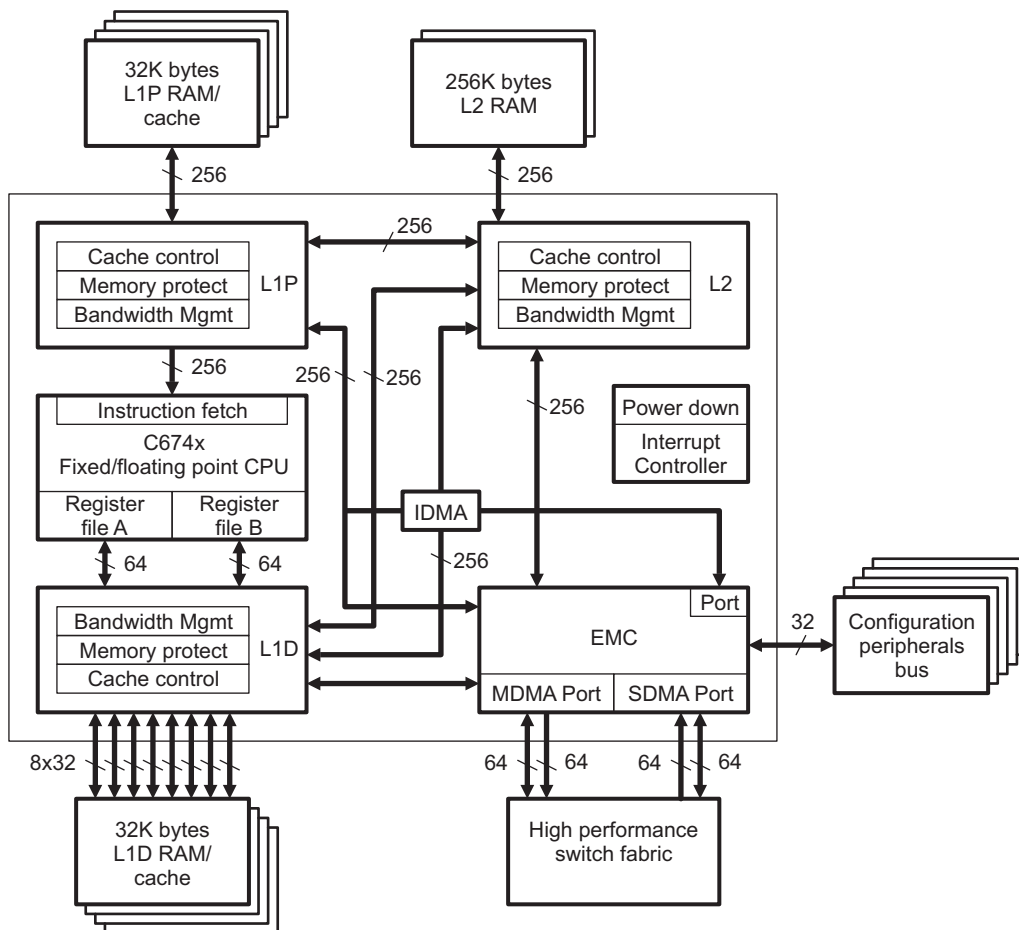 32K bytes
L1P RAM/
cache
256K bytes
L2 RAM
256
256
256
Cache control
Memory protect
Bandwidth Mgmt
L1P
Cache control
Memory protect
Bandwidth Mgmt
L2
256
256
256
256
Instruction fetch
C674x
Fixed/floating point CPU
Register
file A
Register
file B
Power down
Interrupt
Controller
IDMA
256
64
64
Bandwidth Mgmt
Memory protect
Cache control
L1D
Port
EMC
MDMA Port
SDMA Port
32
Configuration
peripherals
bus
8x32
64
64
64
64
32K bytes
L1D RAM/
cache
High performance
switch fabric